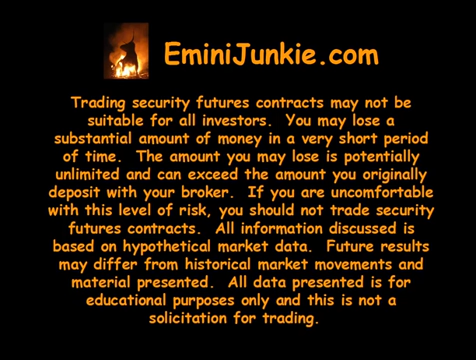 EminiJunkie.com
Trading security futures contracts may not be
suitable for all investors. You may lose a
substantial amount of money in a very short period
of time. The amount you may lose is potentially
unlimited and can exceed the amount you originally
deposit with your broker. If you are uncomfortable
with this level of risk, you should not trade security
futures contracts. All information discussed is
based on hypothetical market data. Future results
may differ from historical market movements and
material presented. All data presented is for
educational purposes only and this is not a
solicitation for trading.